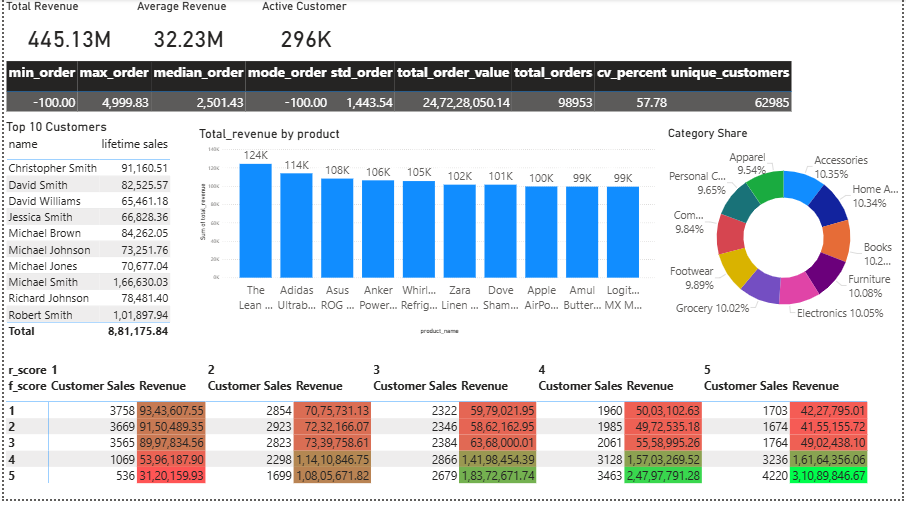 Total Revenue Average Revenue Active Customer
445.13M 32.23M 296K
min_order max_order median_order mode_order std_order total_order_value total_orders cv_percent unique_customers
-100.00 4,999.83 2,501.43 -100.00 1,443.54 24,72,28,050.14 98953 57.78 62985
Top 10 Customers
name lifetime sales
Christopher Smith 91,160.51
David Smith 82,525.57
David Williams 65,461.18
Jessica Smith 66,828.36
Michael Brown 84,262.05
Michael Johnson 73,251.76
Michael Jones 70,677.04
Michael Smith 1,66,630.03
Richard Johnson 78,481.40
Robert Smith 1,01,897.94
Total 8,81,175.84
Total_revenue by product
Sum of total_revenue
140K
120K
100K
80K
60K
40K
20K
0K
124K 114K 108K 106K 105K 102K 101K 100K 99K 99K
The Adidas Asus Anker Whirl... Zara Dove Apple Amul Logit...
Lean ... Ultrab... ROG ... Power... Refrig... Linen ... Sham... AirPo... Butter... MX M...
product_name
Category Share
Accessories
10.35%
Home A...
10.34%
Books
10.2...
Furniture
10.08%
Electronics 10.05%
Grocery 10.02%
Footwear
9.89%
Com...
9.84%
Personal C...
9.65%
Apparel
9.54%
r_score 1 2 3 4 5
f_score Customer Sales Revenue Customer Sales Revenue Customer Sales Revenue Customer Sales Revenue Customer Sales Revenue
1 3758 93,43,607.55 2854 70,75,731.13 2322 59,79,021.95 1960 50,03,102.63 1703 42,27,795.01
2 3669 91,50,489.35 2923 72,32,166.07 2346 58,62,162.95 1985 49,72,535.18 1674 41,55,155.72
3 3565 89,97,834.56 2823 73,39,758.61 2384 63,68,000.01 2061 55,58,995.26 1764 49,02,438.10
4 1069 53,96,187.90 2298 1,14,10,846.75 2866 1,41,98,454.39 3128 1,57,03,269.52 3236 1,61,64,356.06
5 536 31,20,159.93 1699 1,08,05,671.82 2679 1,83,72,671.74 3463 2,47,97,791.28 4220 3,10,89,846.67